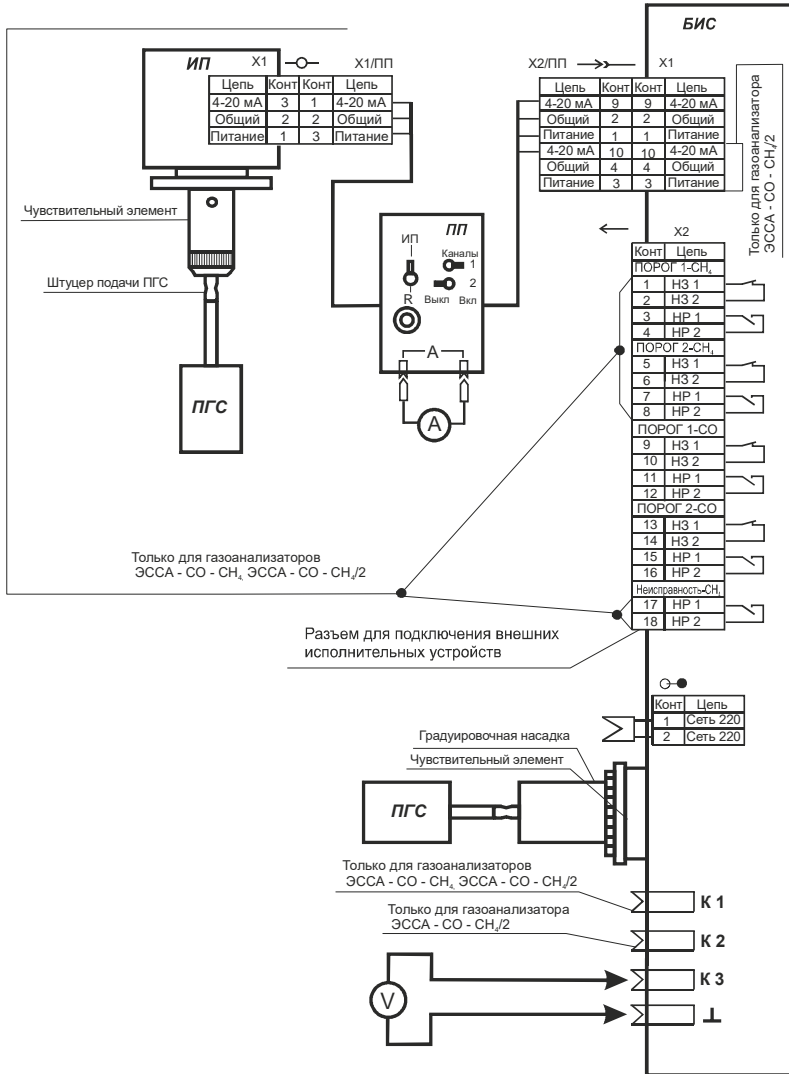 БИС
ИП
X1
X1/ПП
Цепь Конт Конт Цепь
4-20 мА 3 1 4-20 мА
Общий 2 2 Общий
Питание 1 3 Питание
X2/ПП
X1
Цепь Конт Конт Цепь
4-20 мА 9 9 4-20 мА
Общий 2 2 Общий
Питание 1 1 Питание
4-20 мА 10 10 4-20 мА
Общий 4 4 Общий
Питание 3 3 Питание
Только для газоанализатора
ЭССА - CO - CH₄/2
Чувствительный элемент
Штуцер подачи ПГС
ПГС
ПП
ИП
Каналы
1
2
R
Выкл Вкл
A
A
X2
Конт Цепь
ПОРОГ 1-CH₄
1 НЗ 1
2 НЗ 2
3 НР 1
4 НР 2
ПОРОГ 2-CH₄
5 НЗ 1
6 НЗ 2
7 НР 1
8 НР 2
ПОРОГ 1-CO
9 НЗ 1
10 НЗ 2
11 НР 1
12 НР 2
ПОРОГ 2-CO
13 НЗ 1
14 НЗ 2
15 НР 1
16 НР 2
Неисправность-CH₄
17 НР 1
18 НР 2
Только для газоанализаторов
ЭССА - CO - CH₄, ЭССА - CO - CH₄/2
Разъем для подключения внешних
исполнительных устройств
Конт Цепь
1 Сеть 220
2 Сеть 220
Градуировочная насадка
Чувствительный элемент
ПГС
Только для газоанализаторов
ЭССА - CO - CH₄, ЭССА - CO - CH₄/2
К 1
Только для газоанализатора
ЭССА - CO - CH₄/2
К 2
К 3
V
⊥